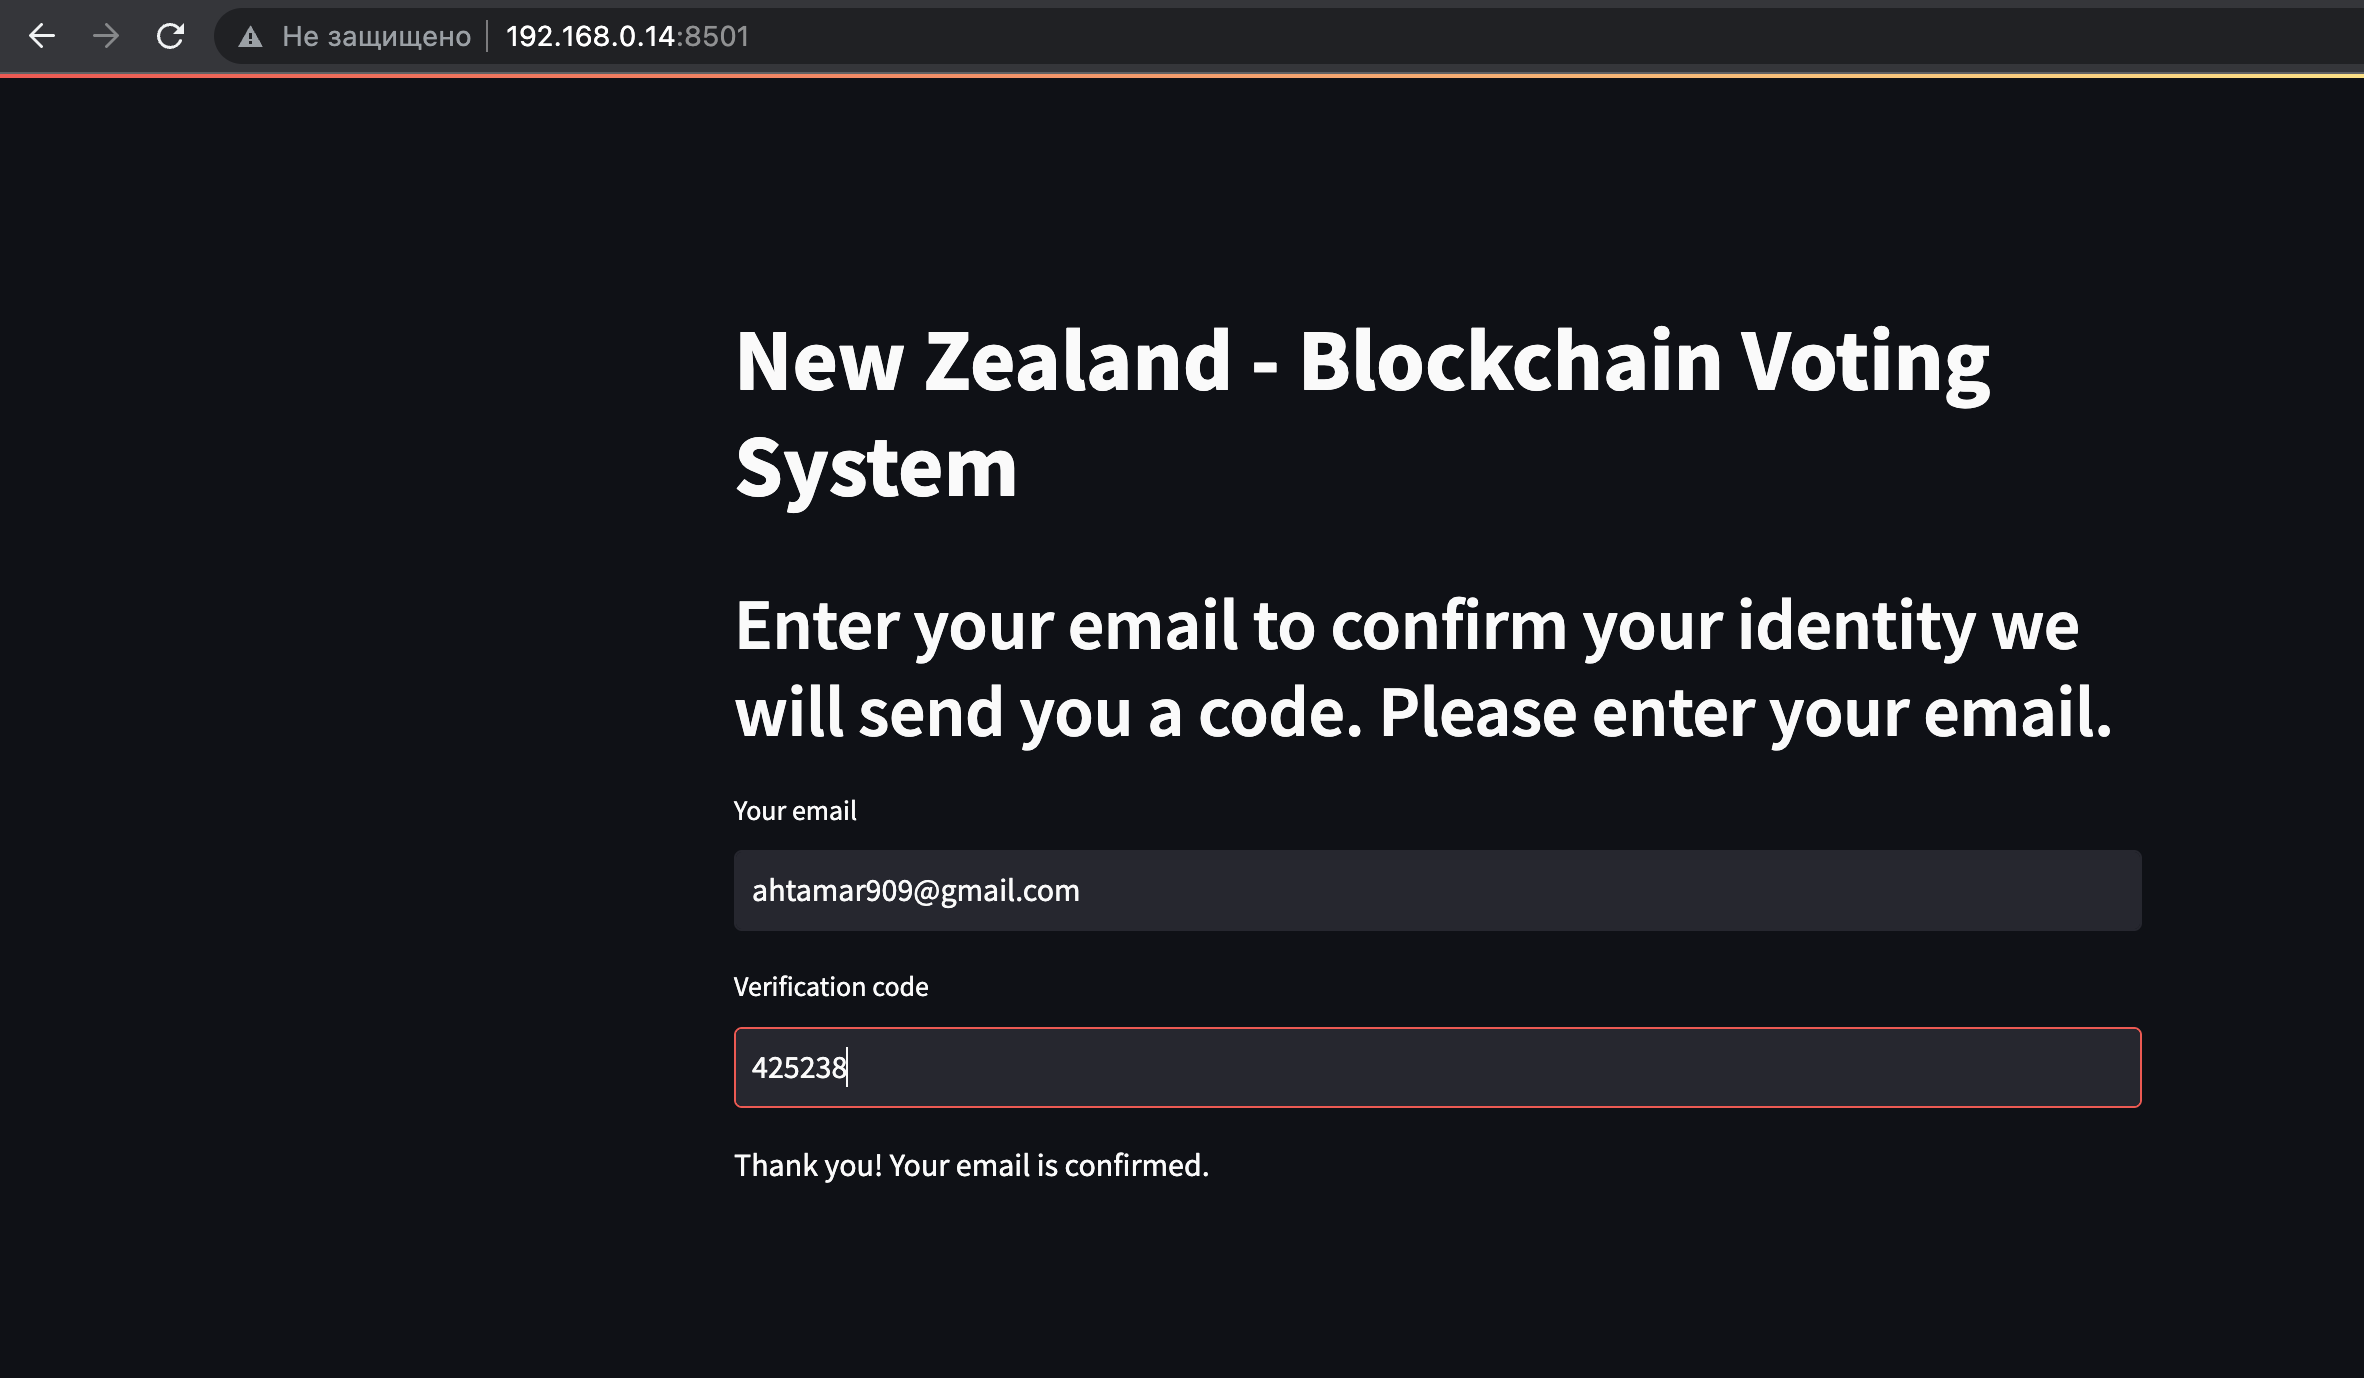 Не защищено 192.168.0.14:8501
New Zealand - Blockchain Voting
System
Enter your email to confirm your identity we
will send you a code. Please enter your email.
Your email
ahtamar909@gmail.com
Verification code
425238
Thank you! Your email is confirmed.